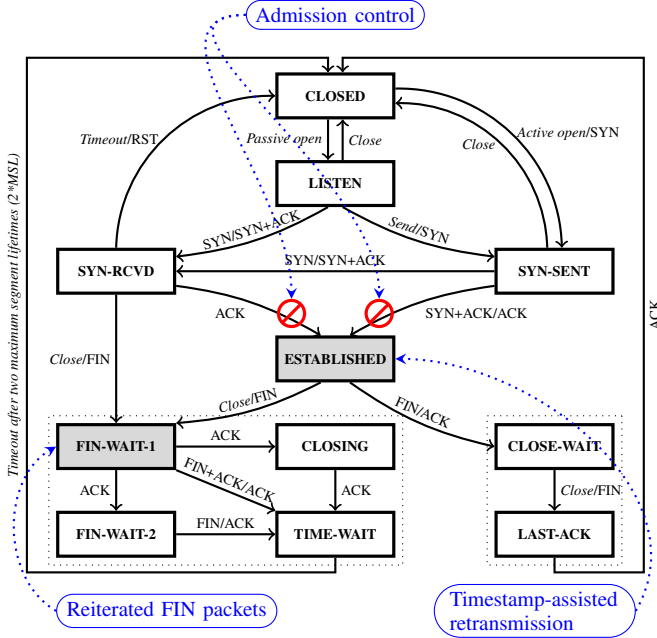 Admission control
CLOSED
Timeout/RST
Passive open
Close
Active open/SYN
Close
LISTEN
SYN/SYN+ACK
Send/SYN
SYN-RCVD
SYN/SYN+ACK
SYN-SENT
ACK
SYN+ACK/ACK
Timeout after two maximum segment lifetimes (2*MSL)
ACK
ESTABLISHED
Close/FIN
Close/FIN
FIN/ACK
FIN-WAIT-1
ACK
CLOSING
CLOSE-WAIT
ACK
FIN+ACK/ACK
ACK
Close/FIN
FIN-WAIT-2
FIN/ACK
TIME-WAIT
LAST-ACK
Reiterated FIN packets
Timestamp-assisted
retransmission